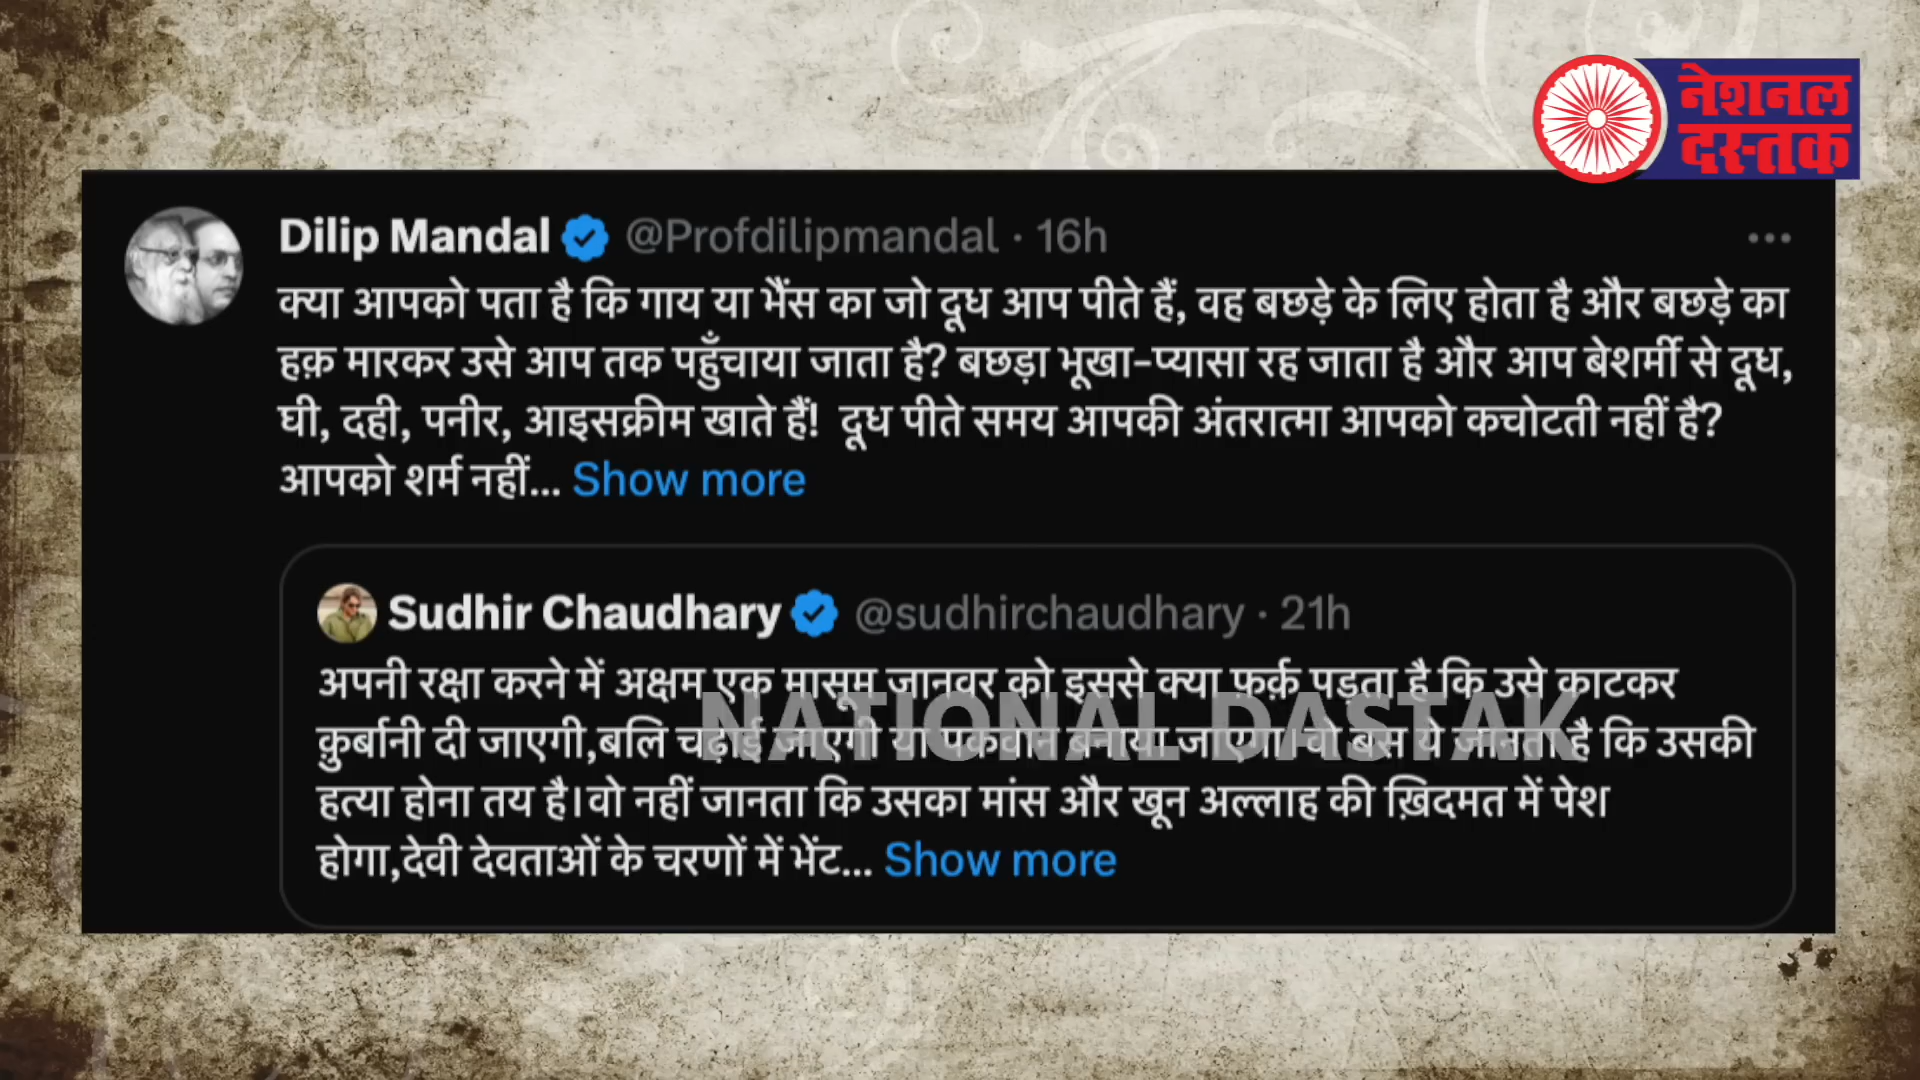 नेशनल
दस्तक
Dilip Mandal @Profdilipmandal · 16h
क्या आपको पता है कि गाय या भैंस का जो दूध आप पीते हैं, वह बछड़े के लिए होता है और बछड़े का
हक़ मारकर उसे आप तक पहुँचाया जाता है? बछड़ा भूखा-प्यासा रह जाता है और आप बेशर्मी से दूध,
घी, दही, पनीर, आइसक्रीम खाते हैं! दूध पीते समय आपकी अंतरात्मा आपको कचोटती नहीं है?
आपको शर्म नहीं... Show more
Sudhir Chaudhary @sudhirchaudhary · 21h
अपनी रक्षा करने में अक्षम एक मासूम जानवर को इससे क्या फ़र्क़ पड़ता है कि उसे काटकर
क़ुर्बानी दी जाएगी,बलि चढ़ाई जाएगी या पकवान बनाया जाएगा।वो बस ये जानता है कि उसकी
हत्या होना तय है।वो नहीं जानता कि उसका मांस और खून अल्लाह की ख़िदमत में पेश
होगा,देवी देवताओं के चरणों में भेंट... Show more
NATIONAL DASTAK